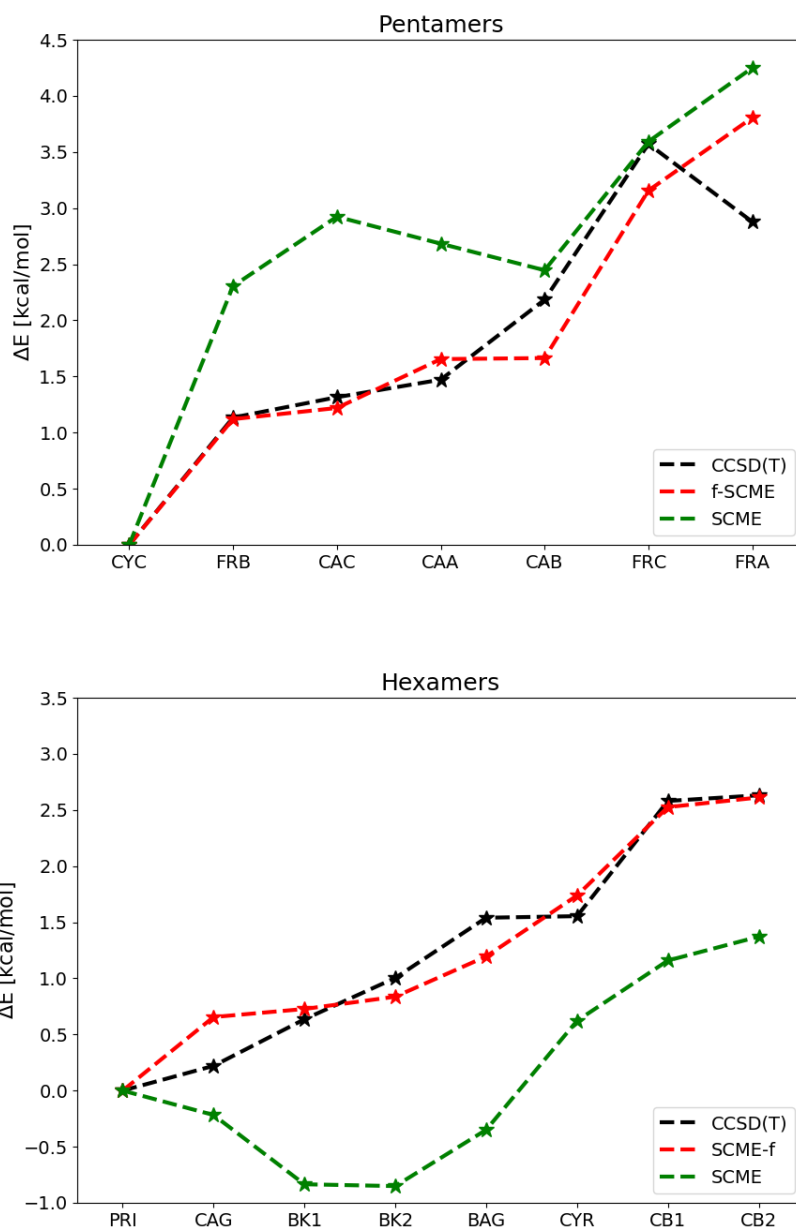 Pentamers
4.5
4.0
3.5
3.0
2.5
2.0
1.5
1.0
0.5
0.0
ΔE [kcal/mol]
CCSD(T)
f-SCME
SCME
CYC FRB CAC CAA CAB FRC FRA
Hexamers
3.5
3.0
2.5
2.0
1.5
1.0
0.5
0.0
−0.5
−1.0
ΔE [kcal/mol]
CCSD(T)
SCME-f
SCME
PRI CAG BK1 BK2 BAG CYR CB1 CB2